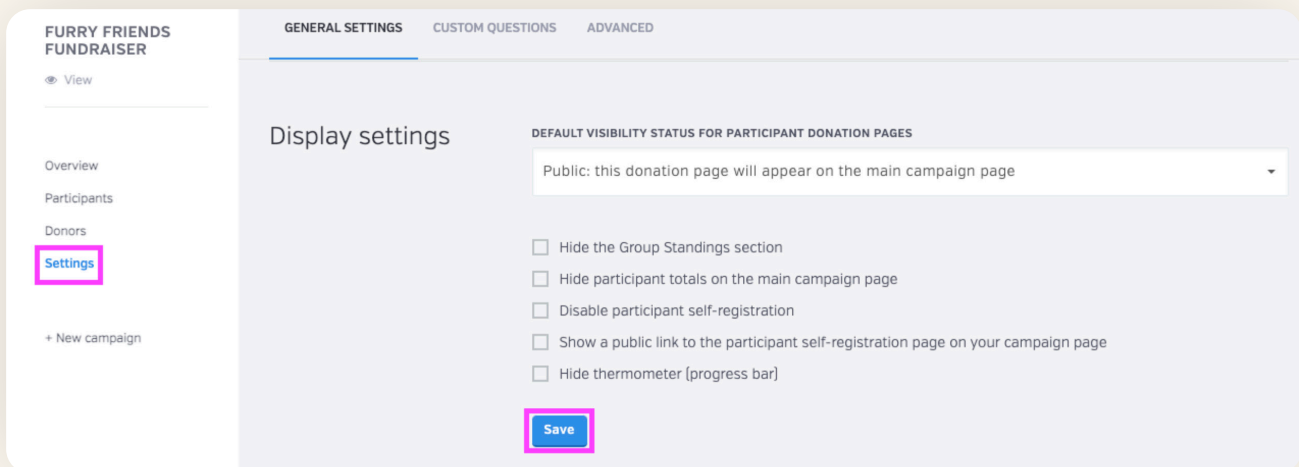 FURRY FRIENDS
FUNDRAISER
View
Overview
Participants
Donors
Settings
+ New campaign
GENERAL SETTINGS
CUSTOM QUESTIONS
ADVANCED
Display settings
DEFAULT VISIBILITY STATUS FOR PARTICIPANT DONATION PAGES
Public: this donation page will appear on the main campaign page
Hide the Group Standings section
Hide participant totals on the main campaign page
Disable participant self-registration
Show a public link to the participant self-registration page on your campaign page
Hide thermometer (progress bar)
Save